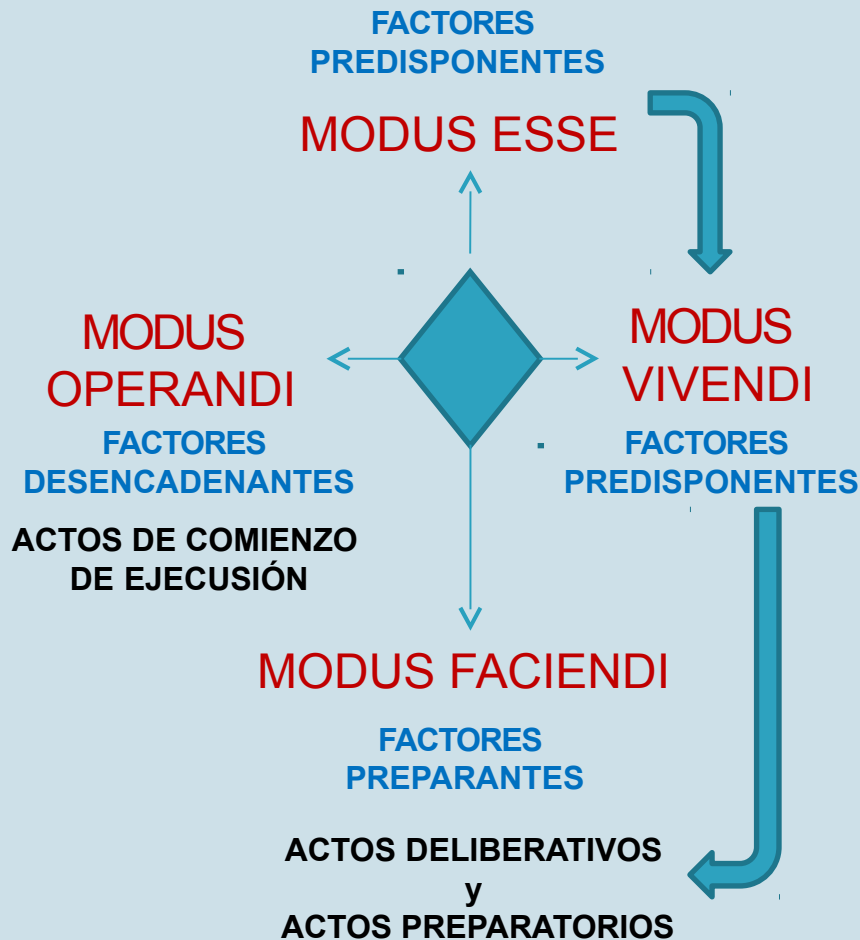 FACTORES
PREDISPONENTES
MODUS ESSE
MODUS
OPERANDI
FACTORES
DESENCADENANTES
ACTOS DE COMIENZO
DE EJECUSIÓN
MODUS
VIVENDI
FACTORES
PREDISPONENTES
MODUS FACIENDI
FACTORES
PREPARANTES
ACTOS DELIBERATIVOS
y
ACTOS PREPARATORIOS